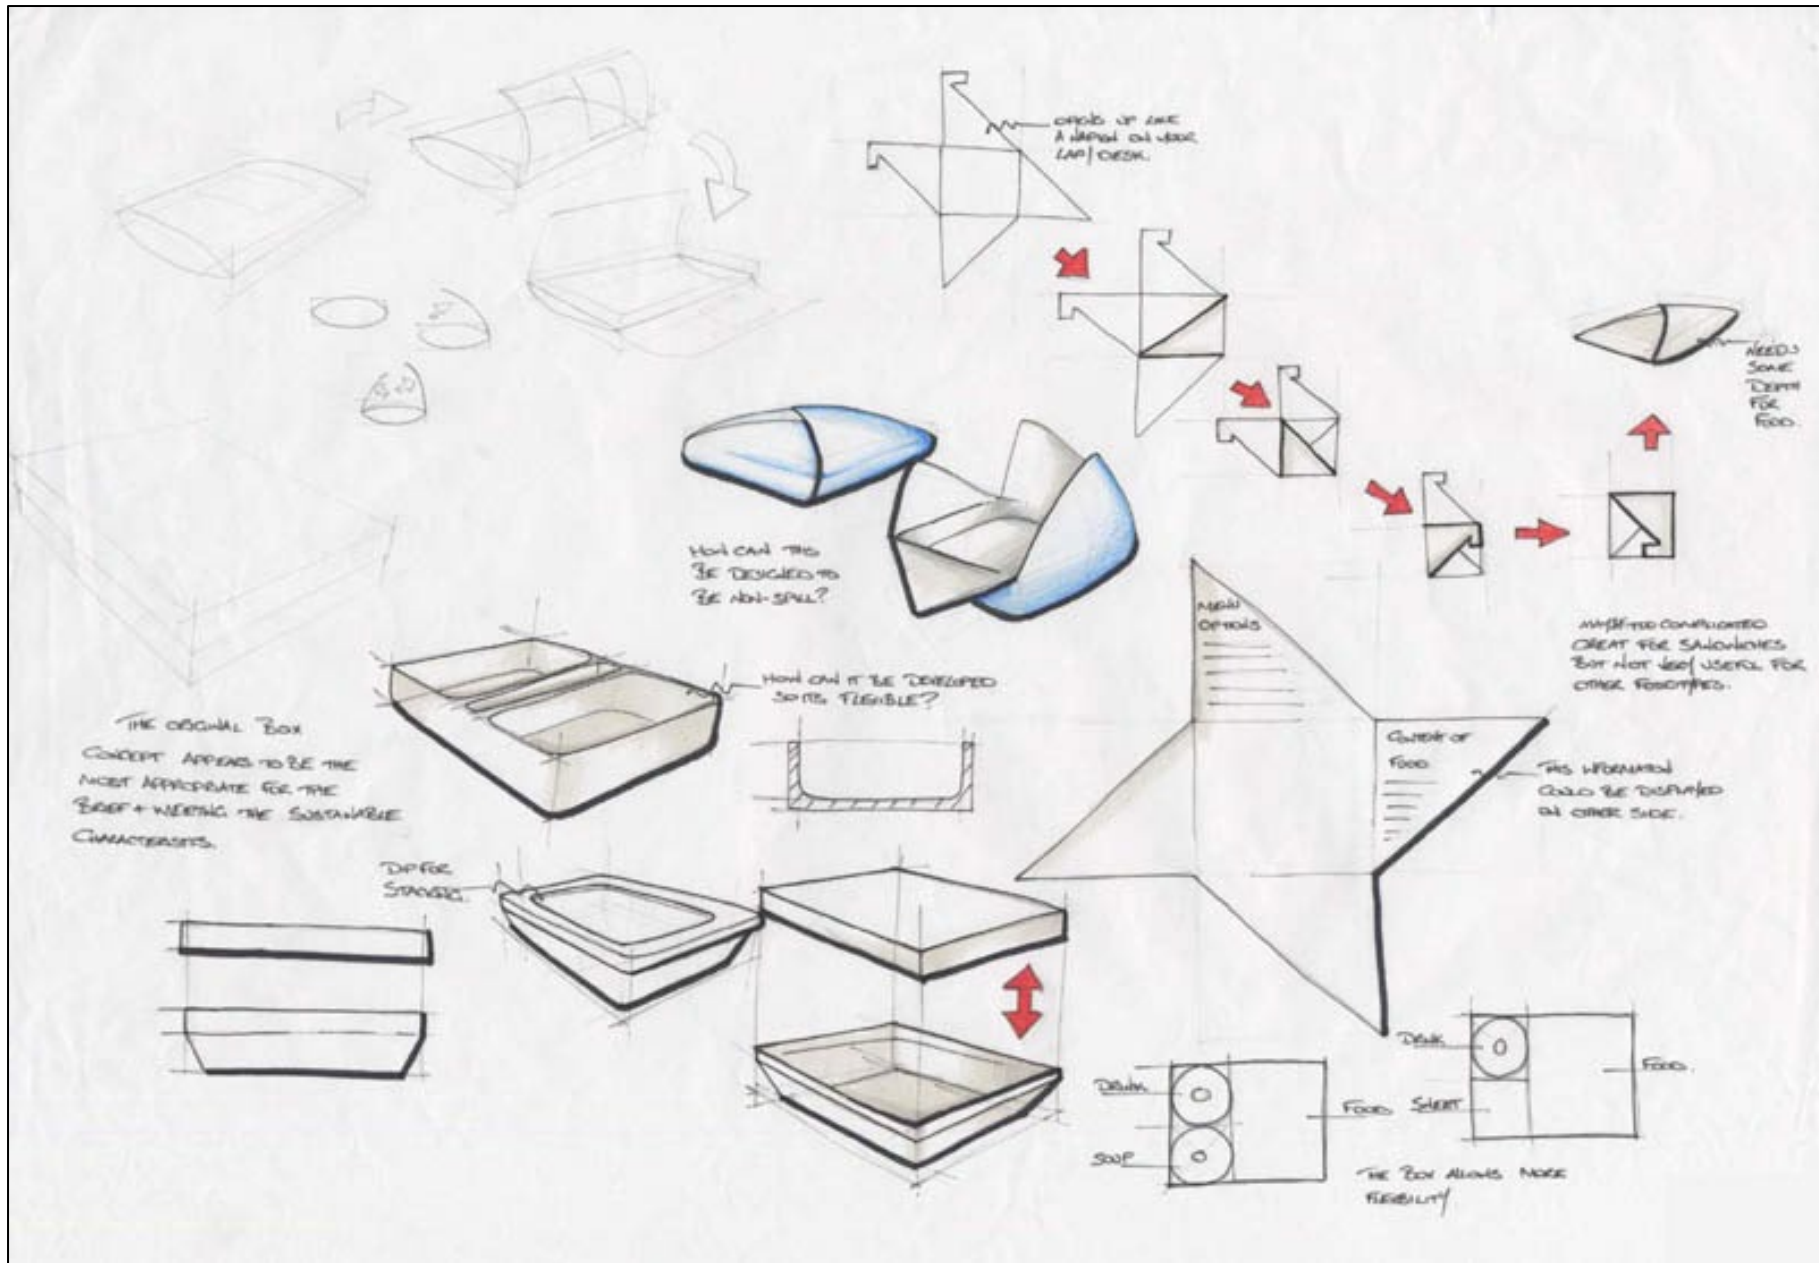 OPENS UP LIKE
A NAPKIN ON YOUR
LAP/DESK.
NEEDS
SOME
DEPTH
FOR
FOOD.
HOW CAN THIS
BE DESIGNED TO
BE NON-SPILL?
MENU
OPTIONS
MAYBE TOO COMPLICATED
GREAT FOR SANDWICHES
BUT NOT VERY USEFUL FOR
OTHER FOODTYPES.
HOW CAN IT BE DEVELOPED
SO ITS FLEXIBLE?
THE ORIGINAL BOX
CONCEPT APPEARS TO BE THE
MOST APPROPRIATE FOR THE
BRIEF + MEETING THE SUSTAINABLE
CONTENT OF
FOOD
THIS INFORMATION
COULD BE DISPLAYED
ON OTHER SIDE.
DIP FOR
DRINK
FOOD.
SWEET
DRINK
FOOD
SOUP
THE BOX ALLOWS MORE
FLEXIBILITY